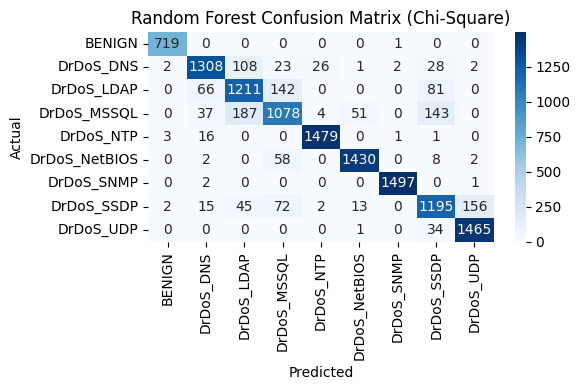 Random Forest Confusion Matrix (Chi-Square)
BENIGN 719 0 0 0 0 0 1 0 0
DrDoS_DNS 2 1308 108 23 26 1 2 28 2
DrDoS_LDAP 0 66 1211 142 0 0 0 81 0
DrDoS_MSSQL 0 37 187 1078 4 51 0 143 0
DrDoS_NTP 3 16 0 0 1479 0 1 1 0
DrDoS_NetBIOS 0 2 0 58 0 1430 0 8 2
DrDoS_SNMP 0 2 0 0 0 0 1497 0 1
DrDoS_SSDP 2 15 45 72 2 13 0 1195 156
DrDoS_UDP 0 0 0 0 0 1 0 34 1465
Actual
BENIGN
DrDoS_DNS
DrDoS_LDAP
DrDoS_MSSQL
DrDoS_NTP
DrDoS_NetBIOS
DrDoS_SNMP
DrDoS_SSDP
DrDoS_UDP
Predicted
1250
1000
750
500
250
0